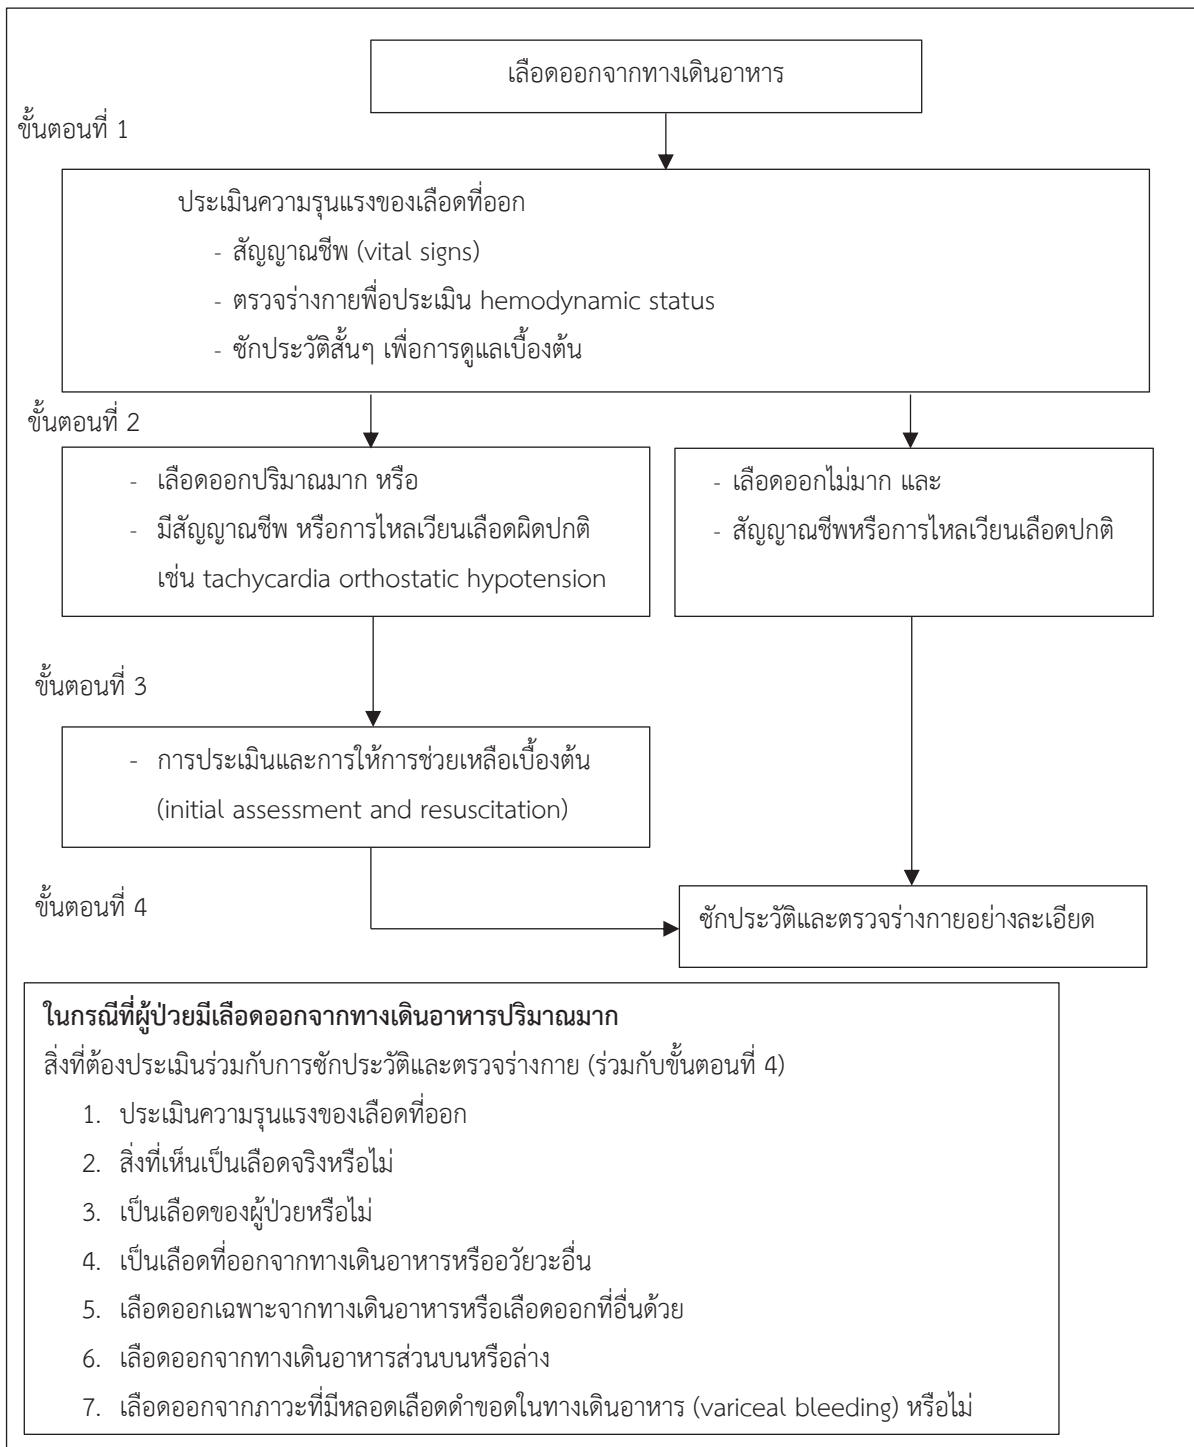 เลือดออกจากทางเดินอาหาร
ขั้นตอนที่ 1
ประเมินความรุนแรงของเลือดที่ออก
- สัญญาณชีพ (vital signs)
- ตรวจร่างกายพื่อประเมิน hemodynamic status
- ซักประวัติสั้นๆ เพื่อการดูแลเบื้องต้น
ขั้นตอนที่ 2
- เลือดออกปริมาณมาก หรือ
- มีสัญญาณชีพ หรือการไหลเวียนเลือดผิดปกติ
เช่น tachycardia orthostatic hypotension
- เลือดออกไม่มาก และ
- สัญญาณชีพหรือการไหลเวียนเลือดปกติ
ขั้นตอนที่ 3
- การประเมินและการให้การช่วยเหลือเบื้องต้น
(initial assessment and resuscitation)
ขั้นตอนที่ 4
ซักประวัติและตรวจร่างกายอย่างละเอียด
ในกรณีที่ผู้ป่วยมีเลือดออกจากทางเดินอาหารปริมาณมาก
สิ่งที่ต้องประเมินร่วมกับการซักประวัติและตรวจร่างกาย (ร่วมกับขั้นตอนที่ 4)
1. ประเมินความรุนแรงของเลือดที่ออก
2. สิ่งที่เห็นเป็นเลือดจริงหรือไม่
3. เป็นเลือดของผู้ป่วยหรือไม่
4. เป็นเลือดที่ออกจากทางเดินอาหารหรืออวัยวะอื่น
5. เลือดออกเฉพาะจากทางเดินอาหารหรือเลือดออกที่อื่นด้วย
6. เลือดออกจากทางเดินอาหารส่วนบนหรือล่าง
7. เลือดออกจากภาวะที่มีหลอดเลือดดำขอดในทางเดินอาหาร (variceal bleeding) หรือไม่